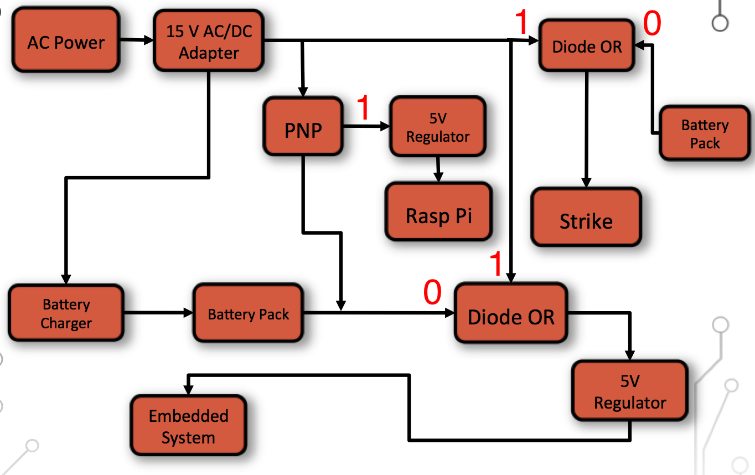 1
0
AC Power
15 V AC/DC
Adapter
Diode OR
1
PNP
5V
Regulator
Battery
Pack
Rasp Pi
Strike
1
0
Battery
Charger
Battery Pack
Diode OR
5V
Regulator
Embedded
System